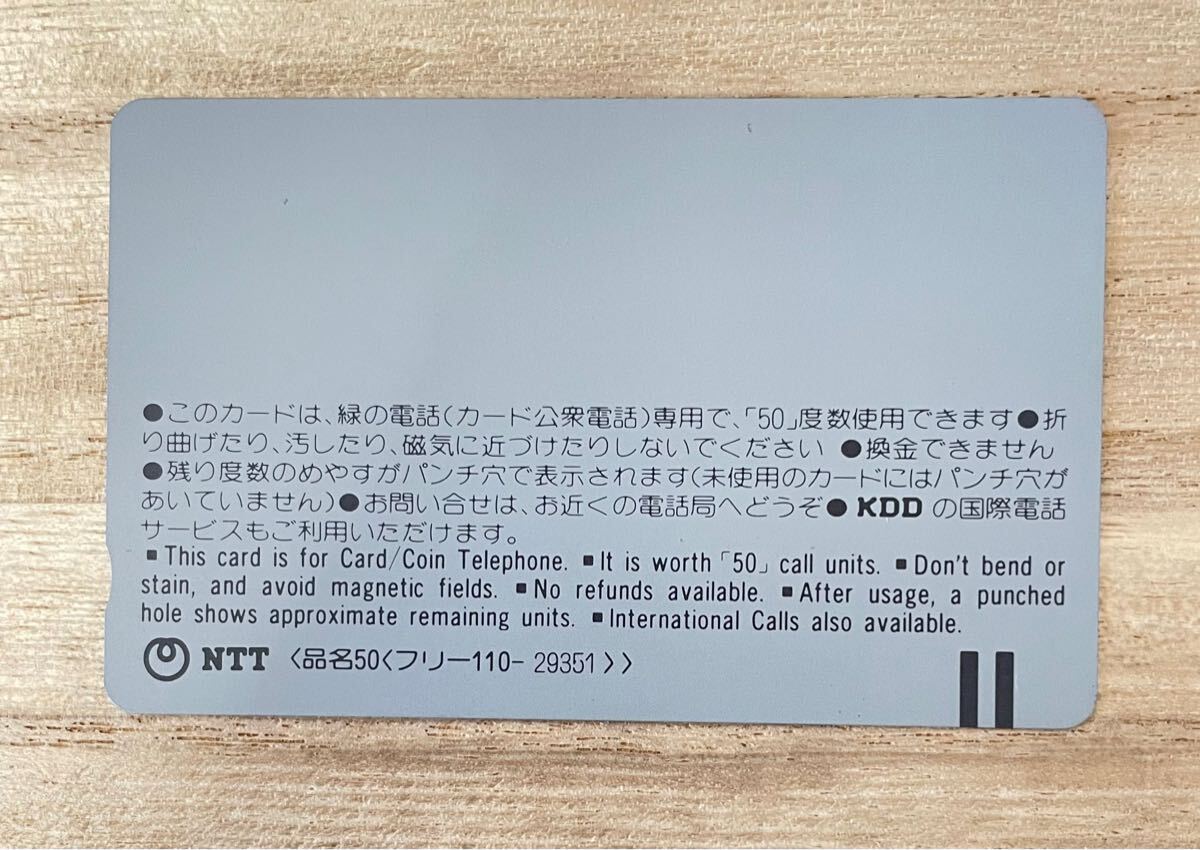 ●このカードは、緑の電話(カード公衆電話)専用で、「50」度数使用できます●折
り曲げたり、汚したり、磁気に近づけたりしないでください ●換金できません
●残り度数のめやすがパンチ穴で表示されます(未使用のカードにはパンチ穴が
あいていません)●お問い合せは、お近くの電話局へどうぞ● KDD の国際電話
サービスもご利用いただけます。
▪This card is for Card/Coin Telephone. ▪It is worth「50」call units. ▪Don't bend or
stain, and avoid magnetic fields. ▪No refunds available. ▪After usage, a punched
hole shows approximate remaining units. ▪International Calls also available.
NTT 〈品名50〈フリー110- 29351〉〉